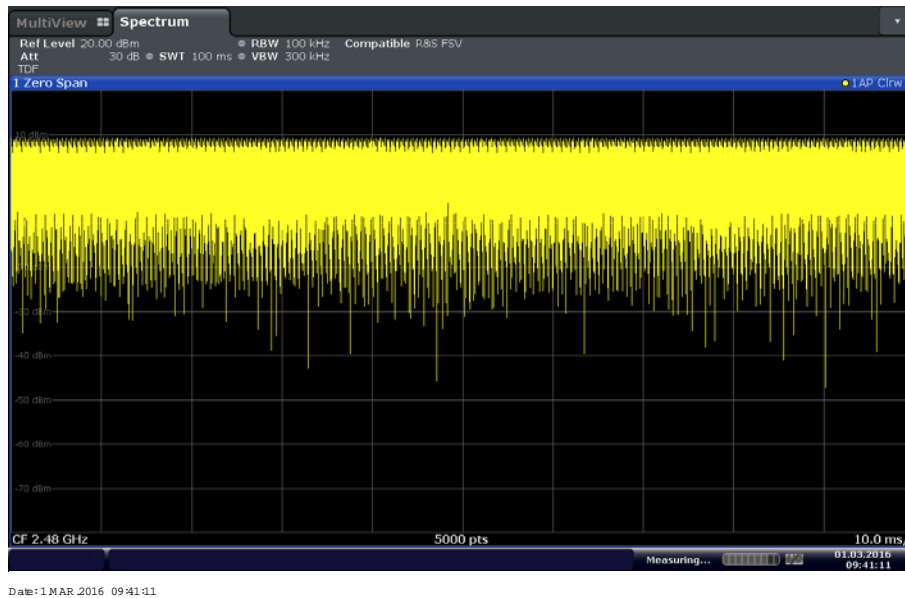 MultiView Spectrum
Ref Level 20.00 dBm RBW 100 kHz Compatible R&S FSV
Att 30 dB SWT 100 ms VBW 300 kHz
TDF
1 Zero Span 1AP Clrw
10 dBm
-30 dBm
-40 dBm
-50 dBm
-60 dBm
-70 dBm
CF 2.48 GHz 5000 pts 10.0 ms/
Measuring... 01.03.2016
09:41:11
Date: 1.MAR.2016 09:41:11